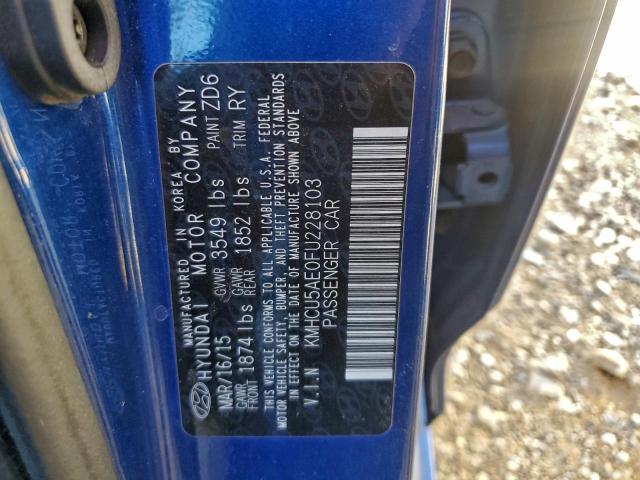 MANUFACTURED IN KOREA BY
HYUNDAI MOTOR COMPANY
MAR/16/15 GVWR 3549 lbs PAINT ZD6
GAWR FRONT 1874 lbs GAWR REAR 1852 lbs TRIM RY
THIS VEHICLE CONFORMS TO ALL APPLICABLE U.S.A. FEDERAL
MOTOR VEHICLE SAFETY, BUMPER, AND THEFT PREVENTION STANDARDS
IN EFFECT ON THE DATE OF MANUFACTURE SHOWN ABOVE
V.I.N KMHCU5AE0FU228103
PASSENGER CAR